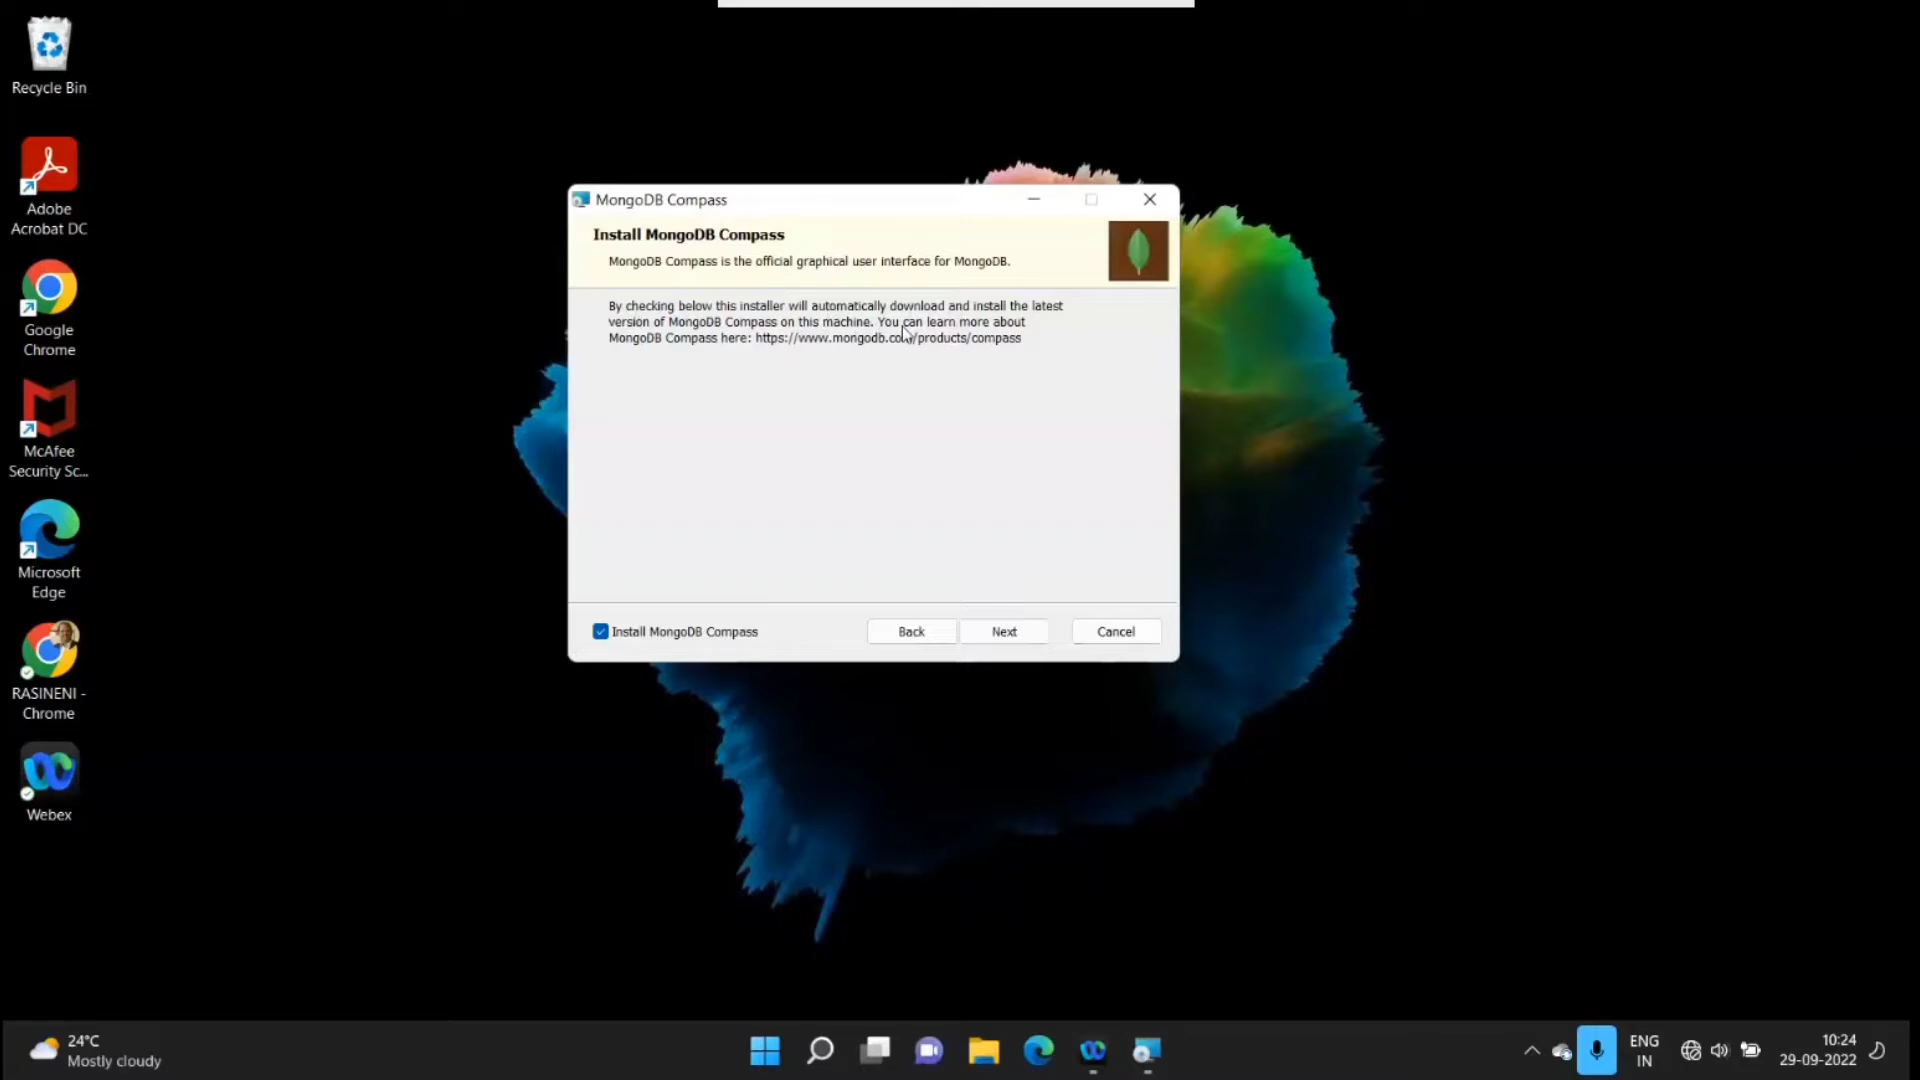 Recycle Bin
Adobe
Acrobat DC
Google
Chrome
McAfee
Security Sc...
Microsoft
Edge
RASINENI -
Chrome
Webex
MongoDB Compass
Install MongoDB Compass
MongoDB Compass is the official graphical user interface for MongoDB.
By checking below this installer will automatically download and install the latest
version of MongoDB Compass on this machine. You can learn more about
MongoDB Compass here: https://www.mongodb.com/products/compass
Install MongoDB Compass
Back
Next
Cancel
24°C
Mostly cloudy
ENG
IN
10:24
29-09-2022